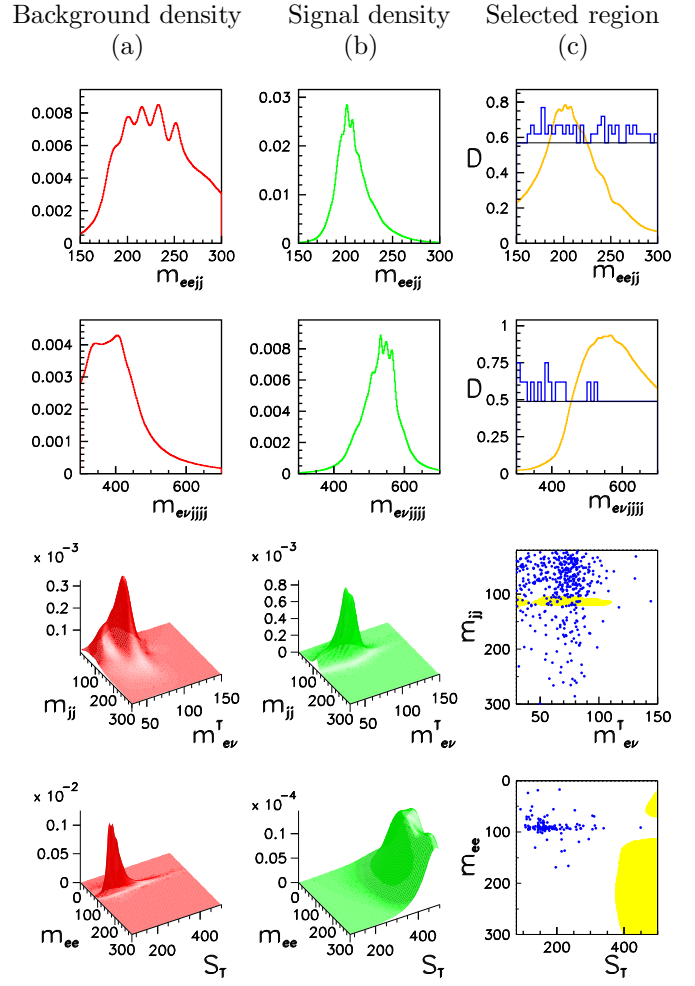 Background density Signal density Selected region
(a) (b) (c)
0.008
0.006
0.004
0.002
0
150 200 250 300
m_eejj
0.03
0.02
0.01
0
150 200 250 300
m_eejj
0.8
0.6
D
0.4
0.2
0
150 200 250 300
m_eejj
0.004
0.003
0.002
0.001
0
400 600
m_eνjjjj
0.008
0.006
0.004
0.002
0
400 600
m_eνjjjj
1
0.75
D
0.5
0.25
0
400 600
m_eνjjjj
x 10^-3
0.3
0.2
0.1
100
200
300
m_jj
50 100 150
m^T_eν
x 10^-3
0.8
0.6
0.4
0.2
0
100
200
300
m_jj
50 100 150
m^T_eν
100
m_jj
200
300
50 100 150
m^T_eν
x 10^-2
0.1
0.05
0
0
100
200
300
m_ee
200 400
S_T
x 10^-4
0.1
0.05
0
0
100
200
300
m_ee
200 400
S_T
0
100
m_ee
200
300
200 400
S_T